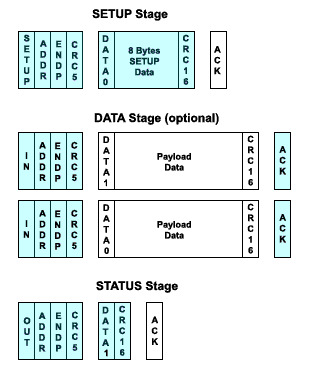 SETUP Stage
SETUP ADDR ENDP CRC5 DATA0 8 Bytes SETUP Data CRC16 ACK
DATA Stage (optional)
IN ADDR ENDP CRC5 DATA1 Payload Data CRC16 ACK
IN ADDR ENDP CRC5 DATA0 Payload Data CRC16 ACK
STATUS Stage
OUT ADDR ENDP CRC5 DATA1 CRC16 ACK